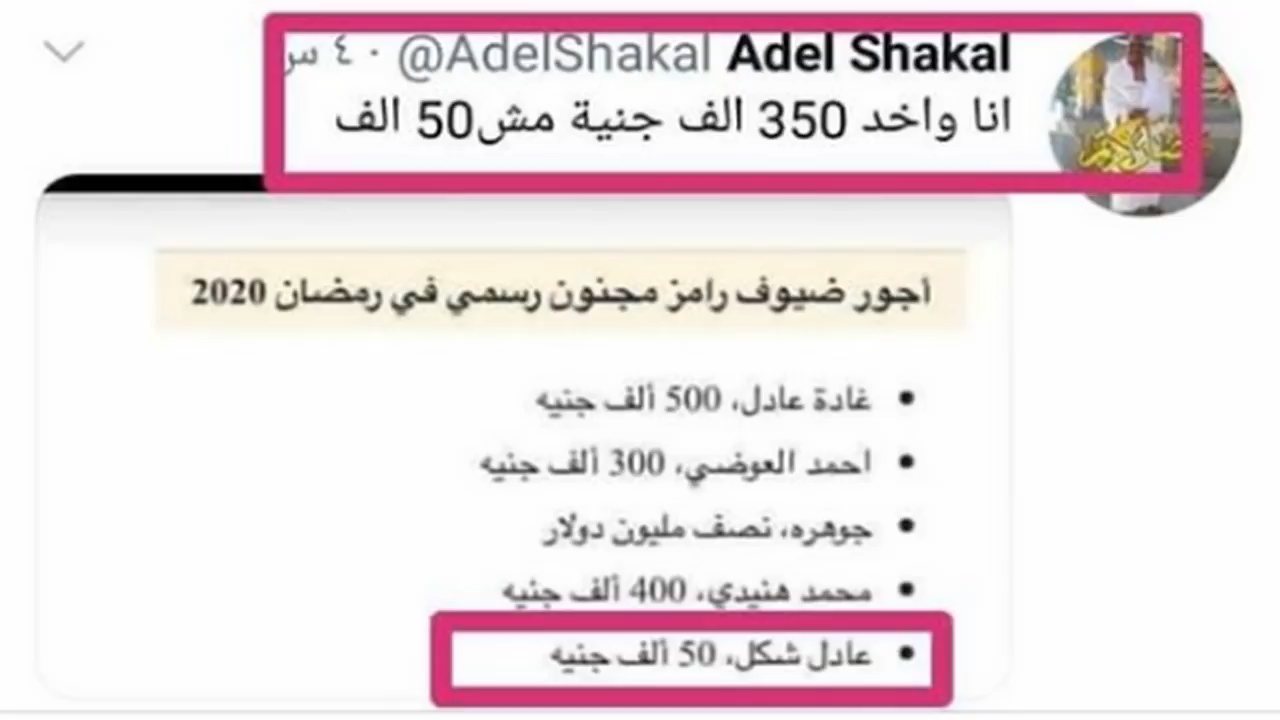 Adel Shakal @AdelShakal · ٤ س
انا واخد 350 الف جنية مش50 الف
أجور ضيوف رامز مجنون رسمي في رمضان 2020
• غادة عادل، 500 ألف جنيه
• احمد العوضي، 300 ألف جنيه
• جوهره، نصف مليون دولار
• محمد هنيدي، 400 ألف جنيه
• عادل شكل، 50 ألف جنيه